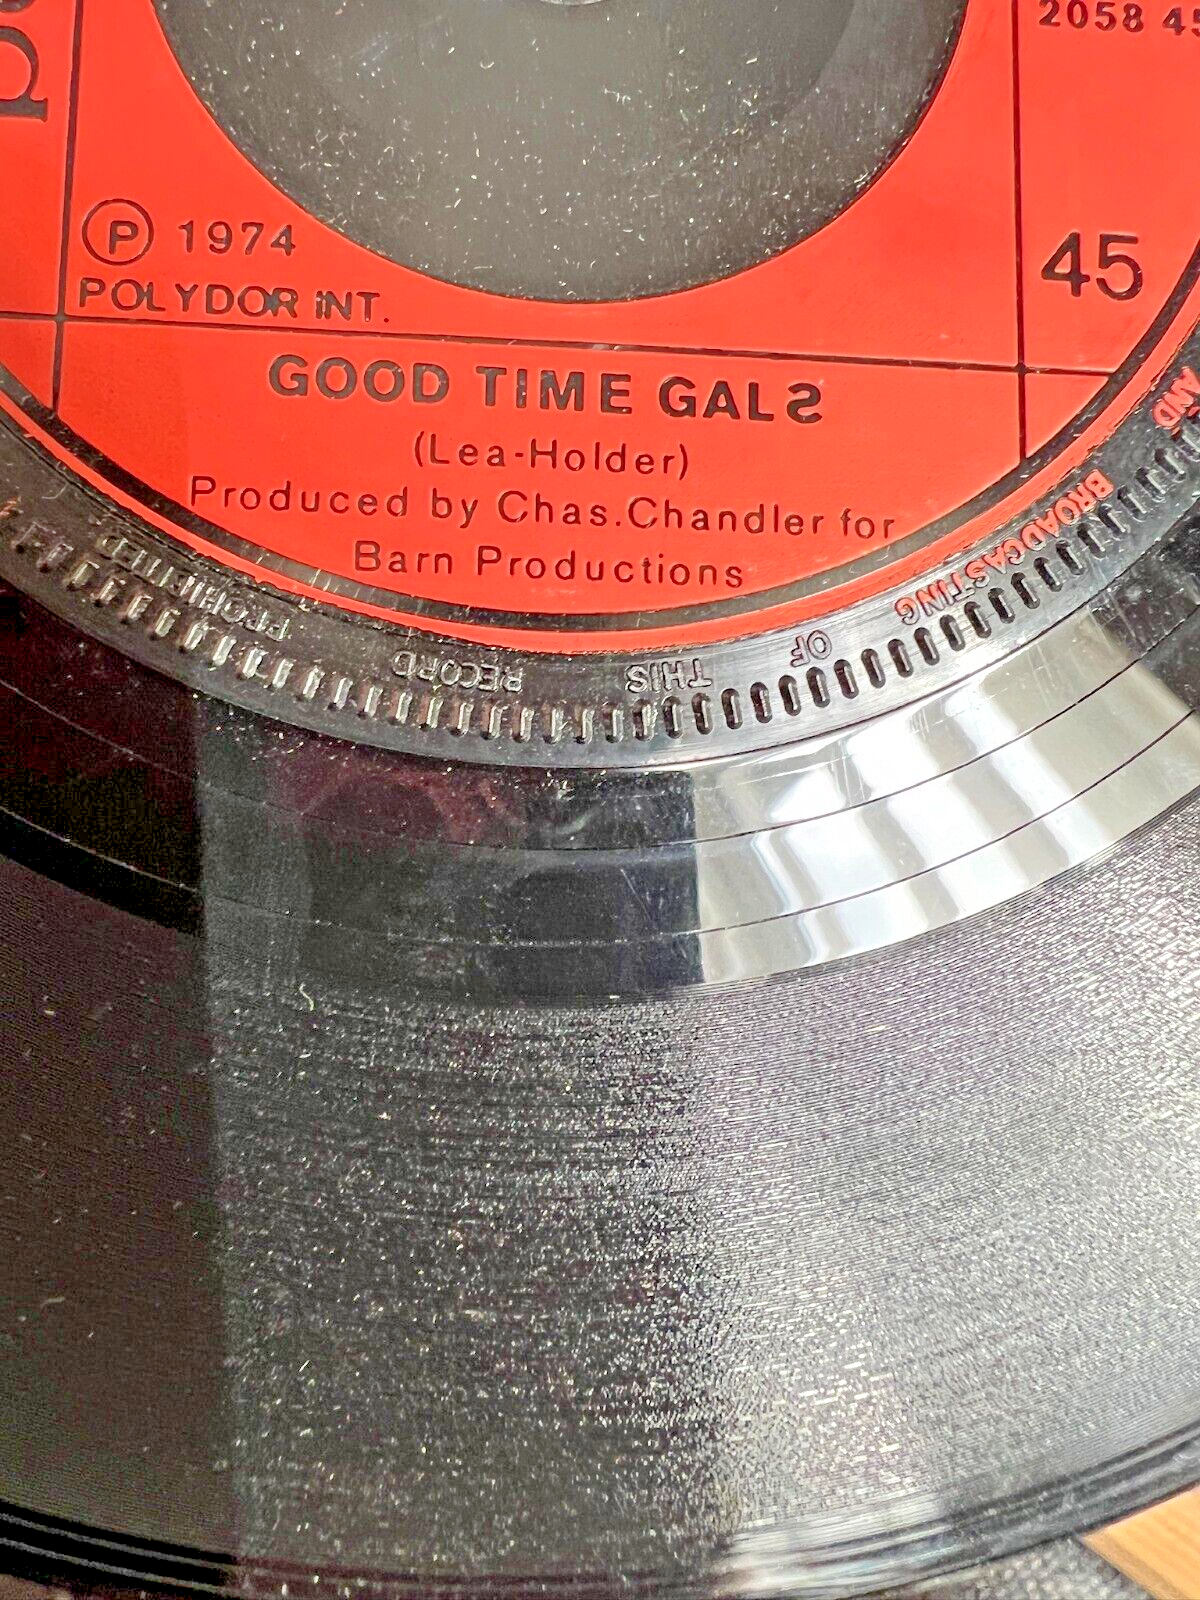 2058 45
Ⓟ 1974
POLYDOR INT.
45
GOOD TIME GALS
(Lea-Holder)
Produced by Chas.Chandler for
Barn Productions
AND BROADCASTING OF THIS RECORD PROHIBITED